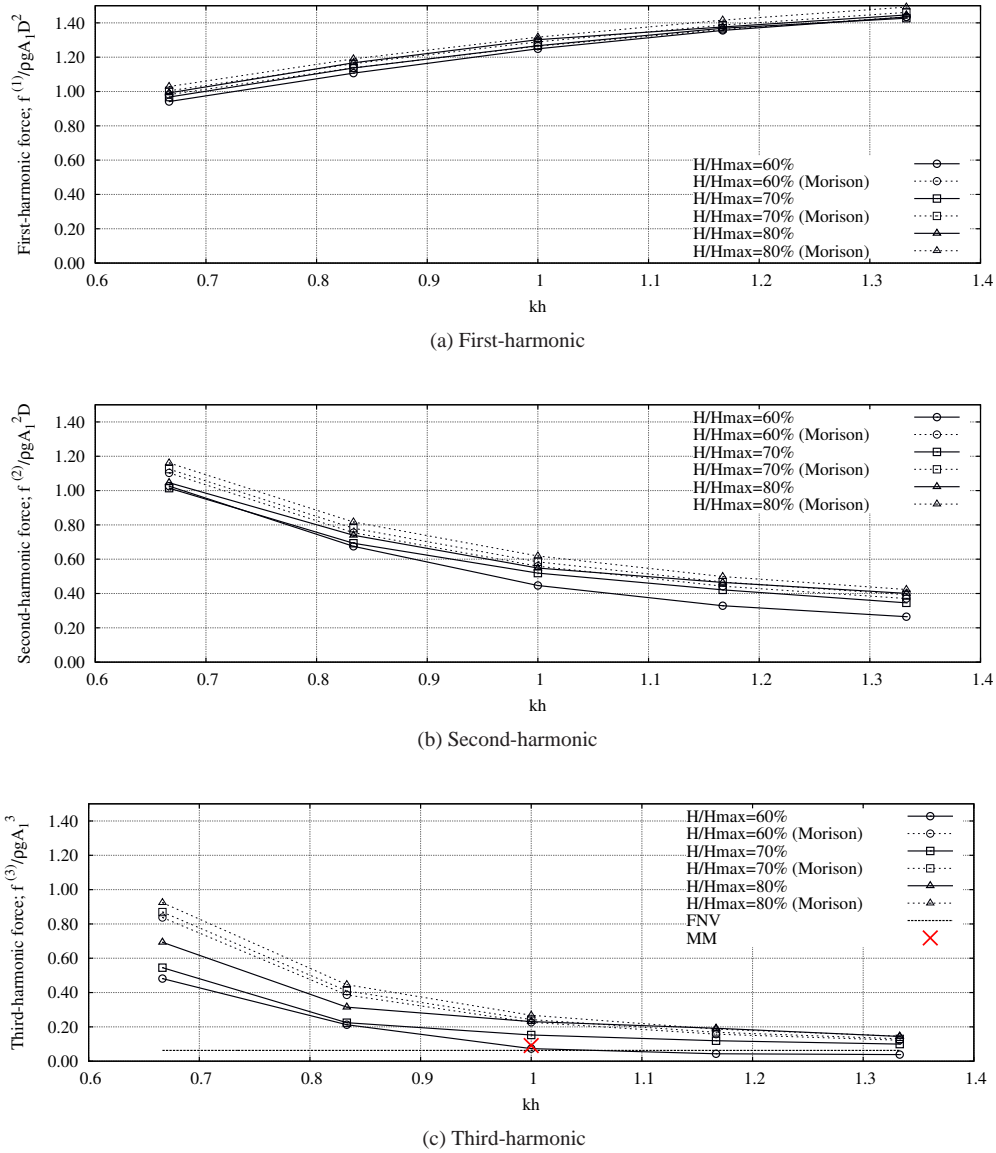 First-harmonic force; f (1)/ρgA1D2
1.40
1.20
1.00
0.80
0.60
0.40
0.20
0.00
H/Hmax=60%
H/Hmax=60% (Morison)
H/Hmax=70%
H/Hmax=70% (Morison)
H/Hmax=80%
H/Hmax=80% (Morison)
0.6 0.7 0.8 0.9 1 1.1 1.2 1.3 1.4
kh
(a) First-harmonic
Second-harmonic force; f (2)/ρgA12D
1.40
1.20
1.00
0.80
0.60
0.40
0.20
0.00
H/Hmax=60%
H/Hmax=60% (Morison)
H/Hmax=70%
H/Hmax=70% (Morison)
H/Hmax=80%
H/Hmax=80% (Morison)
0.6 0.7 0.8 0.9 1 1.1 1.2 1.3 1.4
kh
(b) Second-harmonic
Third-harmonic force; f (3)/ρgA13
1.40
1.20
1.00
0.80
0.60
0.40
0.20
0.00
H/Hmax=60%
H/Hmax=60% (Morison)
H/Hmax=70%
H/Hmax=70% (Morison)
H/Hmax=80%
H/Hmax=80% (Morison)
FNV
MM
0.6 0.7 0.8 0.9 1 1.1 1.2 1.3 1.4
kh
(c) Third-harmonic